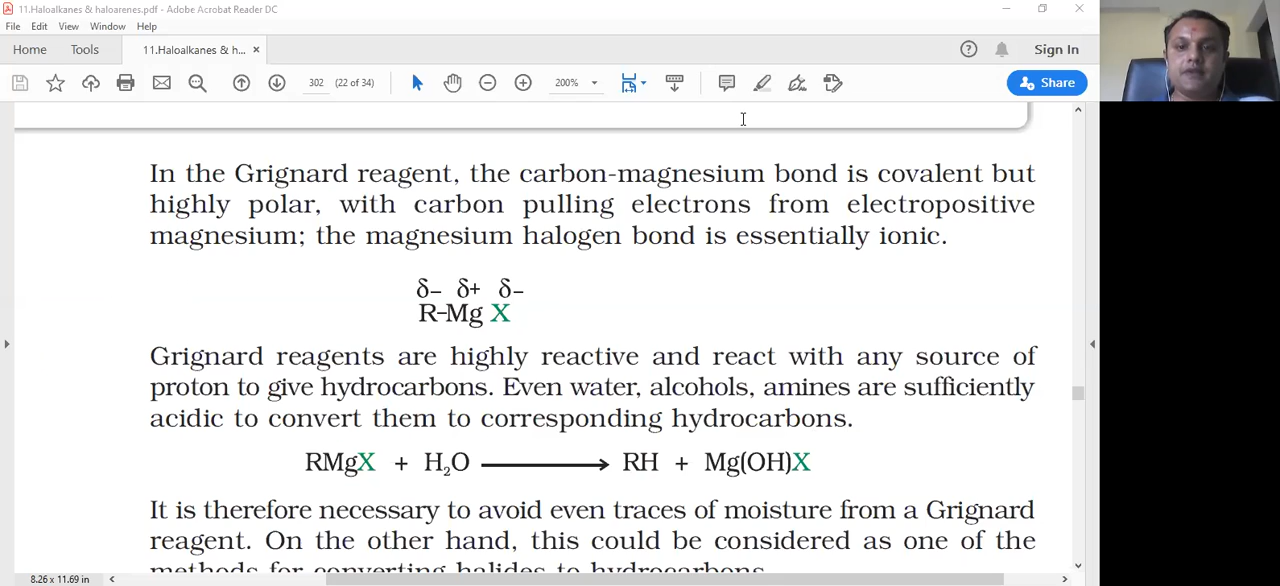 11.Haloalkanes & haloarenes.pdf - Adobe Acrobat Reader DC
File Edit View Window Help
Home Tools 11.Haloalkanes & h... × Sign In
302 (22 of 34) 200% Share
In the Grignard reagent, the carbon-magnesium bond is covalent but
highly polar, with carbon pulling electrons from electropositive
magnesium; the magnesium halogen bond is essentially ionic.
δ– δ+ δ–
R–Mg X
Grignard reagents are highly reactive and react with any source of
proton to give hydrocarbons. Even water, alcohols, amines are sufficiently
acidic to convert them to corresponding hydrocarbons.
RMgX + H₂O ⟶ RH + Mg(OH)X
It is therefore necessary to avoid even traces of moisture from a Grignard
reagent. On the other hand, this could be considered as one of the
methods for converting halides to hydrocarbons.
8.26 x 11.69 in